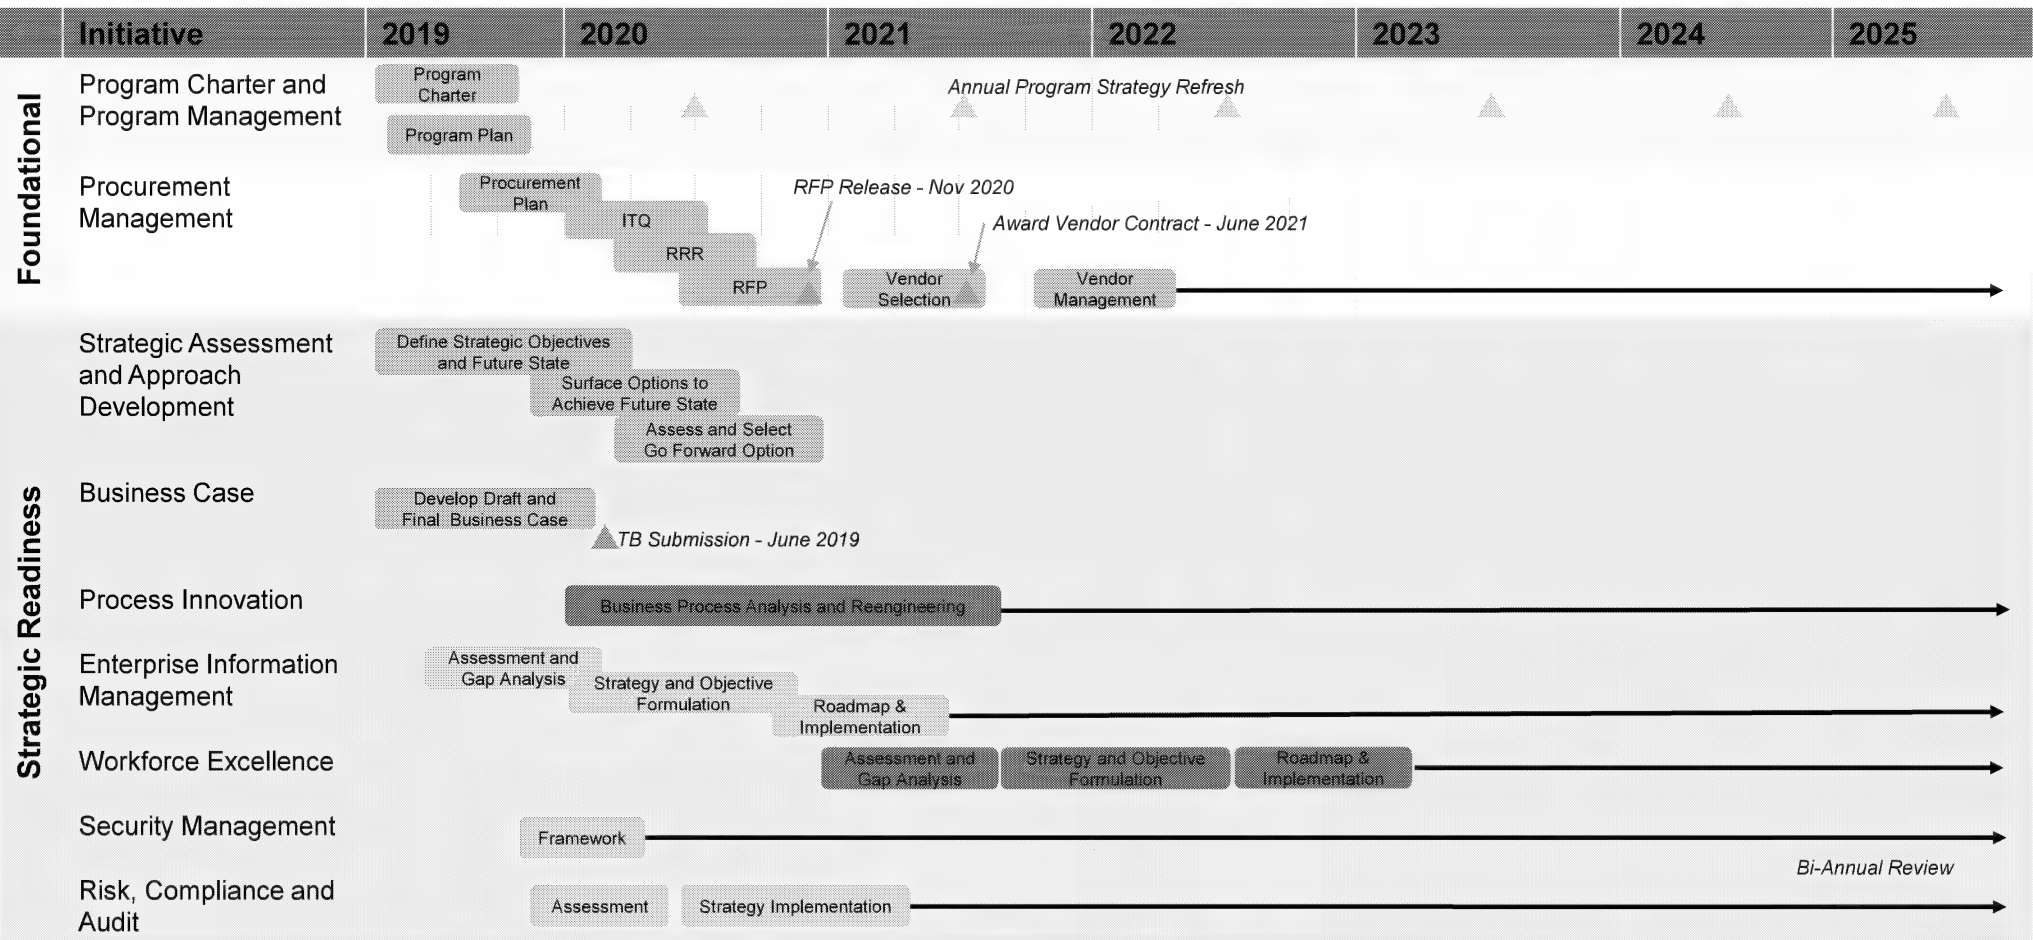 Initiative 2019 2020 2021 2022 2023 2024 2025
Foundational
Program Charter and
Program Management
Program
Charter
Program Plan
Annual Program Strategy Refresh
Procurement
Management
Procurement
Plan
ITQ
RRR
RFP
RFP Release - Nov 2020
Award Vendor Contract - June 2021
Vendor
Selection
Vendor
Management
Strategic Readiness
Strategic Assessment
and Approach
Development
Define Strategic Objectives
and Future State
Surface Options to
Achieve Future State
Assess and Select
Go Forward Option
Business Case
Develop Draft and
Final Business Case
TB Submission - June 2019
Process Innovation
Business Process Analysis and Reengineering
Enterprise Information
Management
Assessment and
Gap Analysis
Strategy and Objective
Formulation
Roadmap &
Implementation
Workforce Excellence
Assessment and
Gap Analysis
Strategy and Objective
Formulation
Roadmap &
Implementation
Security Management
Framework
Bi-Annual Review
Risk, Compliance and
Audit
Assessment
Strategy Implementation